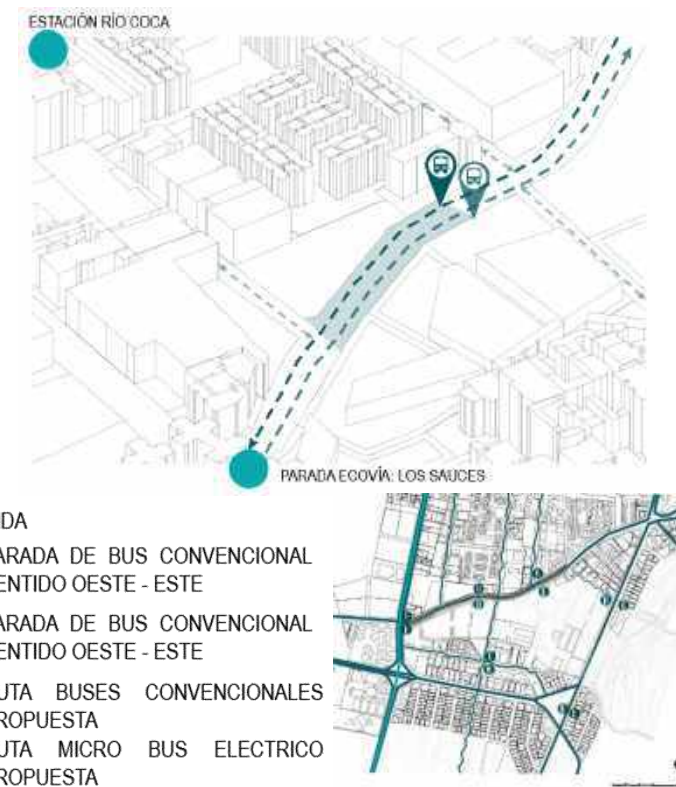 ESTACIÓN RÍO COCA
PARADA ECOVÍA: LOS SAUCES
NDA
ARADA DE BUS CONVENCIONAL
ENTIDO OESTE - ESTE
ARADA DE BUS CONVENCIONAL
ENTIDO OESTE - ESTE
UTA BUSES CONVENCIONALES
ROPUESTA
UTA MICRO BUS ELECTRICO
ROPUESTA